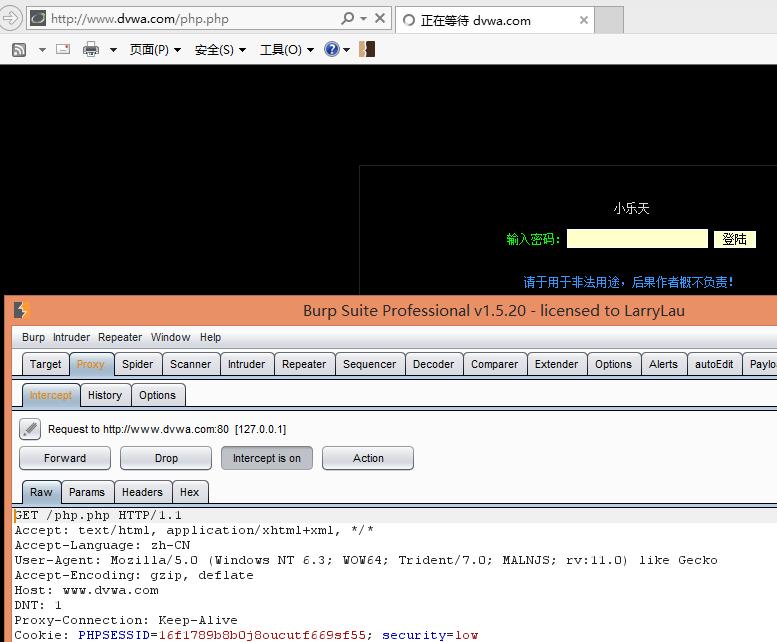 http://www.dvwa.com/php.php
正在等待 dvwa.com
页面(P) 安全(S) 工具(O)
小乐天
输入密码: 登陆
请于用于非法用途，后果作者概不负责！
Burp Suite Professional v1.5.20 - licensed to LarryLau
Burp Intruder Repeater Window Help
Target Proxy Spider Scanner Intruder Repeater Sequencer Decoder Comparer Extender Options Alerts autoEdit Paylo
Intercept History Options
Request to http://www.dvwa.com:80 [127.0.0.1]
Forward Drop Intercept is on Action
Raw Params Headers Hex
GET /php.php HTTP/1.1
Accept: text/html, application/xhtml+xml, */*
Accept-Language: zh-CN
User-Agent: Mozilla/5.0 (Windows NT 6.3; WOW64; Trident/7.0; MALNJS; rv:11.0) like Gecko
Accept-Encoding: gzip, deflate
Host: www.dvwa.com
DNT: 1
Proxy-Connection: Keep-Alive
Cookie: PHPSESSID=16f1789b8b0j8oucutf669sf55; security=low